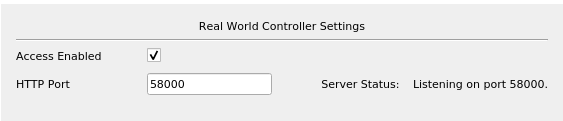 Real World Controller Settings
Access Enabled
HTTP Port 58000 Server Status: Listening on port 58000.